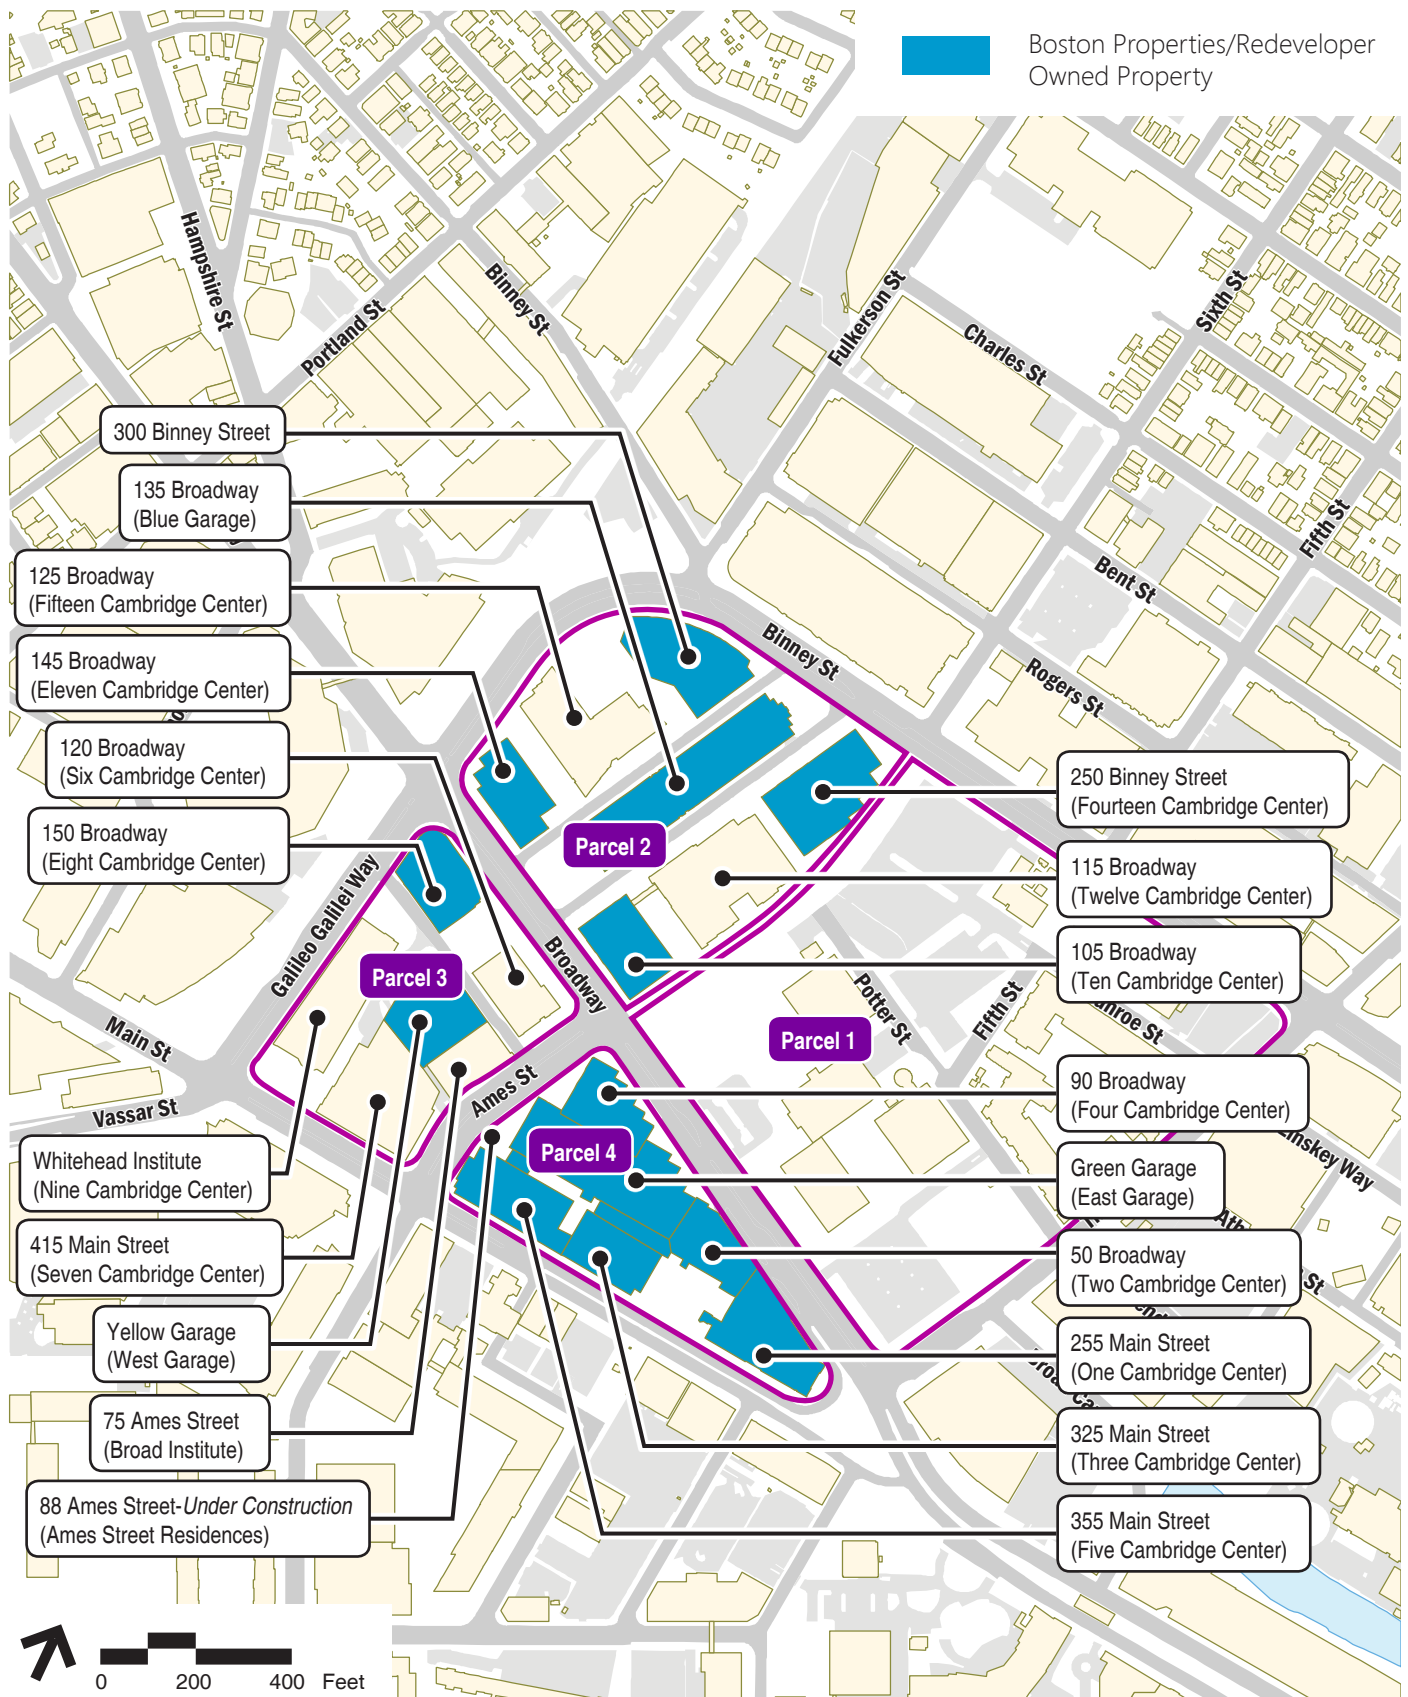 Boston Properties/Redeveloper
Owned Property
Hampshire St
Portland St
Binney St
Fulkerson St
Charles St
Sixth St
Fifth St
Bent St
Rogers St
Binney St
300 Binney Street
135 Broadway
(Blue Garage)
125 Broadway
(Fifteen Cambridge Center)
145 Broadway
(Eleven Cambridge Center)
120 Broadway
(Six Cambridge Center)
150 Broadway
(Eight Cambridge Center)
250 Binney Street
(Fourteen Cambridge Center)
115 Broadway
(Twelve Cambridge Center)
105 Broadway
(Ten Cambridge Center)
Parcel 2
Galileo Galilei Way
Broadway
Parcel 3
Potter St
Fifth St
Parcel 1
Main St
Vassar St
Ames St
Parcel 4
90 Broadway
(Four Cambridge Center)
Linskey Way
Green Garage
(East Garage)
50 Broadway
(Two Cambridge Center)
255 Main Street
(One Cambridge Center)
325 Main Street
(Three Cambridge Center)
355 Main Street
(Five Cambridge Center)
Whitehead Institute
(Nine Cambridge Center)
415 Main Street
(Seven Cambridge Center)
Yellow Garage
(West Garage)
75 Ames Street
(Broad Institute)
88 Ames Street-Under Construction
(Ames Street Residences)
0 200 400 Feet